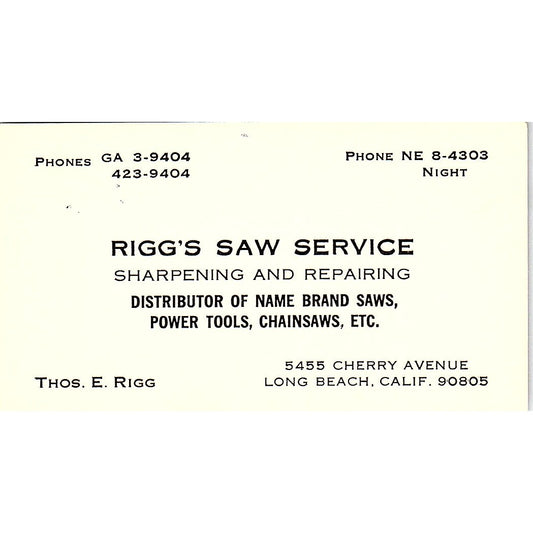 PHONES GA 3-9404
423-9404
PHONE NE 8-4303
NIGHT
RIGG'S SAW SERVICE
SHARPENING AND REPAIRING
DISTRIBUTOR OF NAME BRAND SAWS,
POWER TOOLS, CHAINSAWS, ETC.
THOS. E. RIGG
5455 CHERRY AVENUE
LONG BEACH, CALIF. 90805